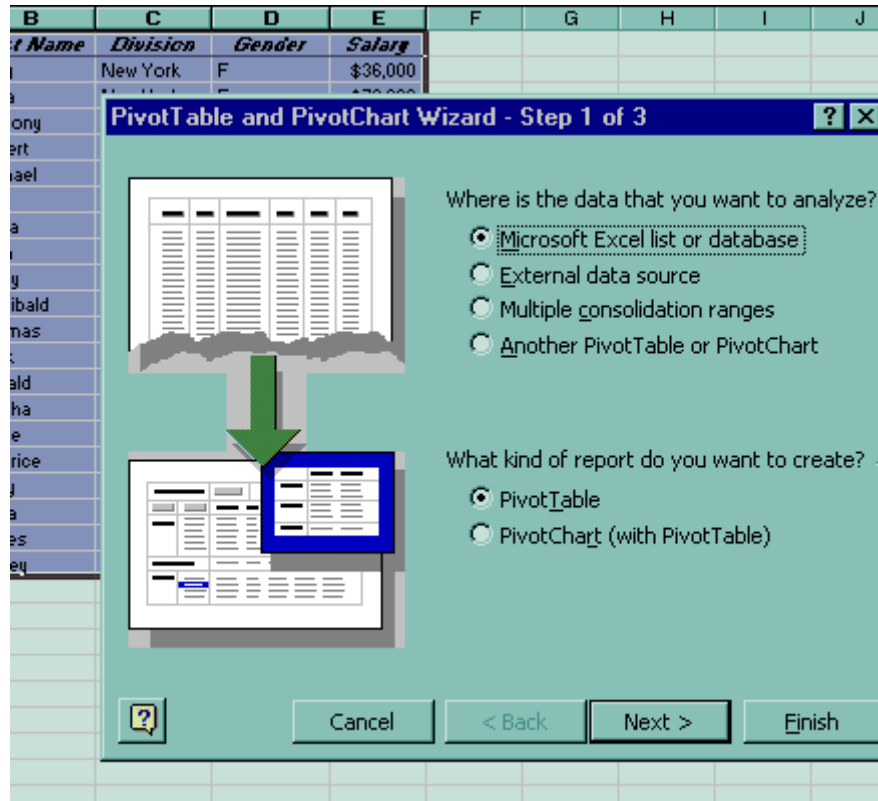 B C D E F G H I J
t Name Division Gender Salary
New York F $36,000
PivotTable and PivotChart Wizard - Step 1 of 3 ? X
ony
ert
ael
Where is the data that you want to analyze?
a
Microsoft Excel list or database
y
External data source
ibald
Multiple consolidation ranges
mas
Another PivotTable or PivotChart
ald
ha
e
rice
What kind of report do you want to create?
PivotTable
a
es
PivotChart (with PivotTable)
ey
? Cancel < Back Next > Finish